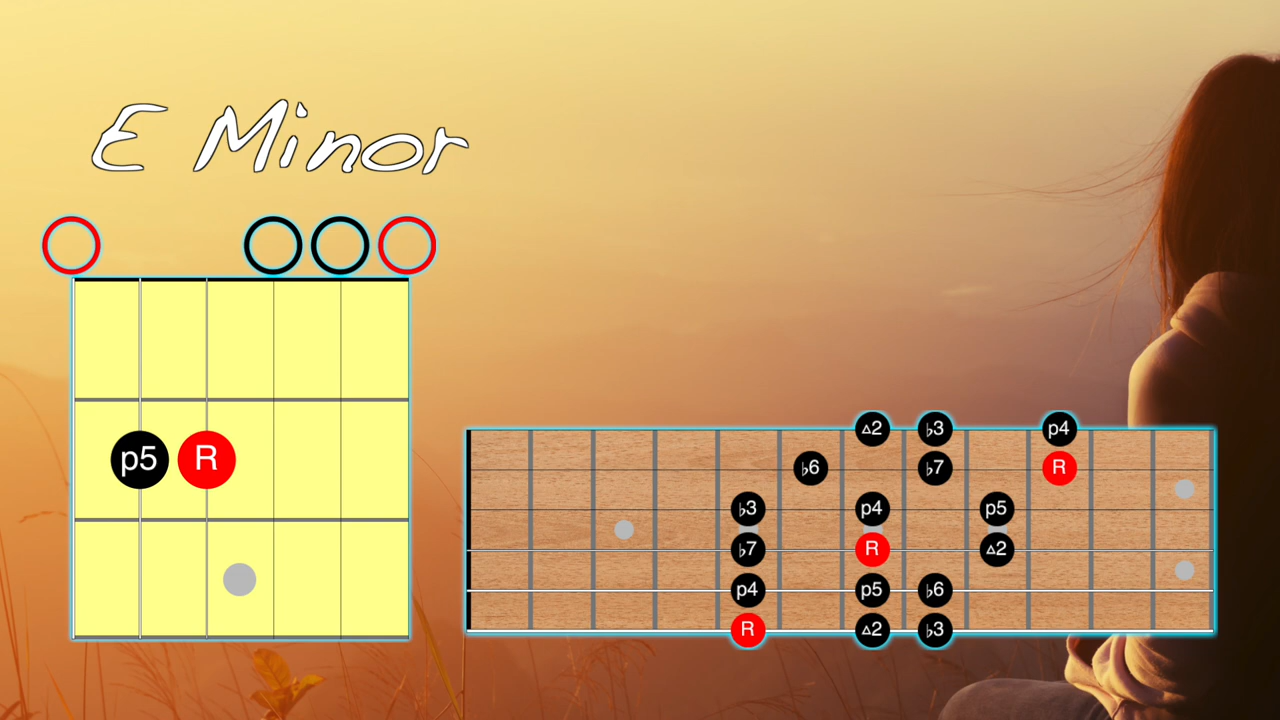 E Minor
p5 R
△2 ♭3 p4
♭6 ♭7 R
♭3 p4 p5
♭7 R △2
p4 p5 ♭6
R △2 ♭3